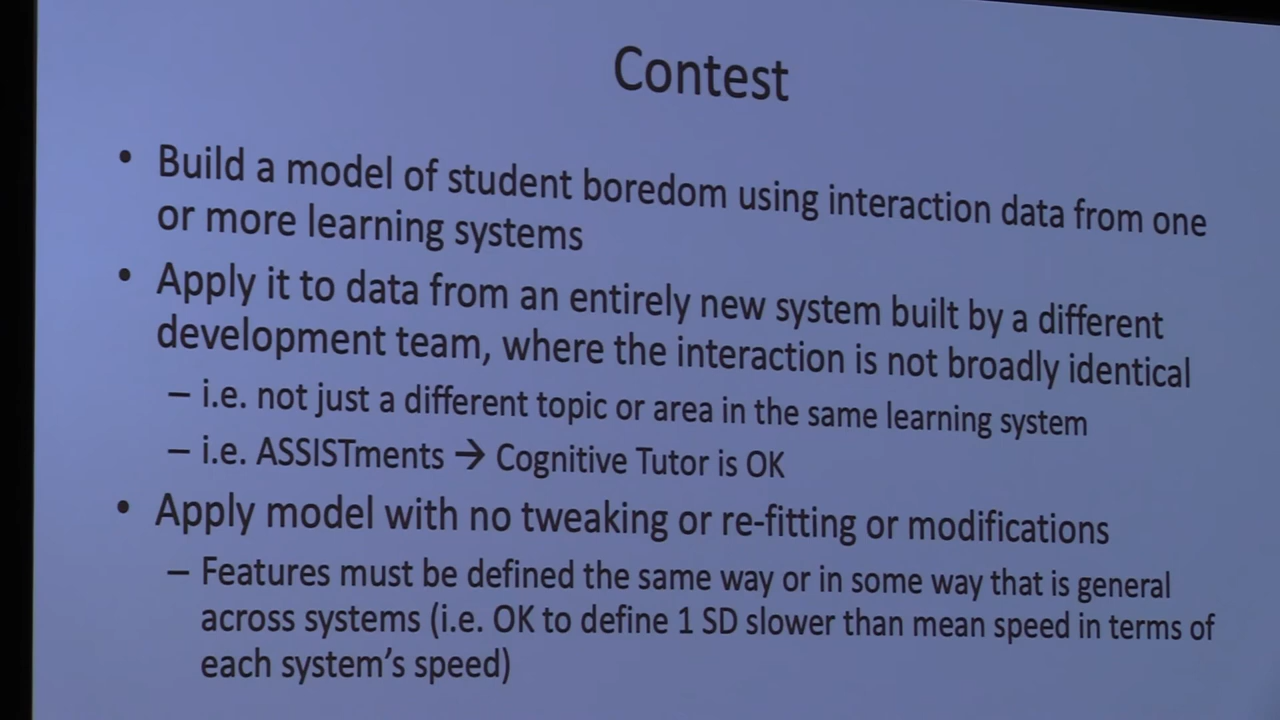 Contest
• Build a model of student boredom using interaction data from one
or more learning systems
• Apply it to data from an entirely new system built by a different
development team, where the interaction is not broadly identical
– i.e. not just a different topic or area in the same learning system
– i.e. ASSISTments → Cognitive Tutor is OK
• Apply model with no tweaking or re-fitting or modifications
– Features must be defined the same way or in some way that is general
across systems (i.e. OK to define 1 SD slower than mean speed in terms of
each system's speed)